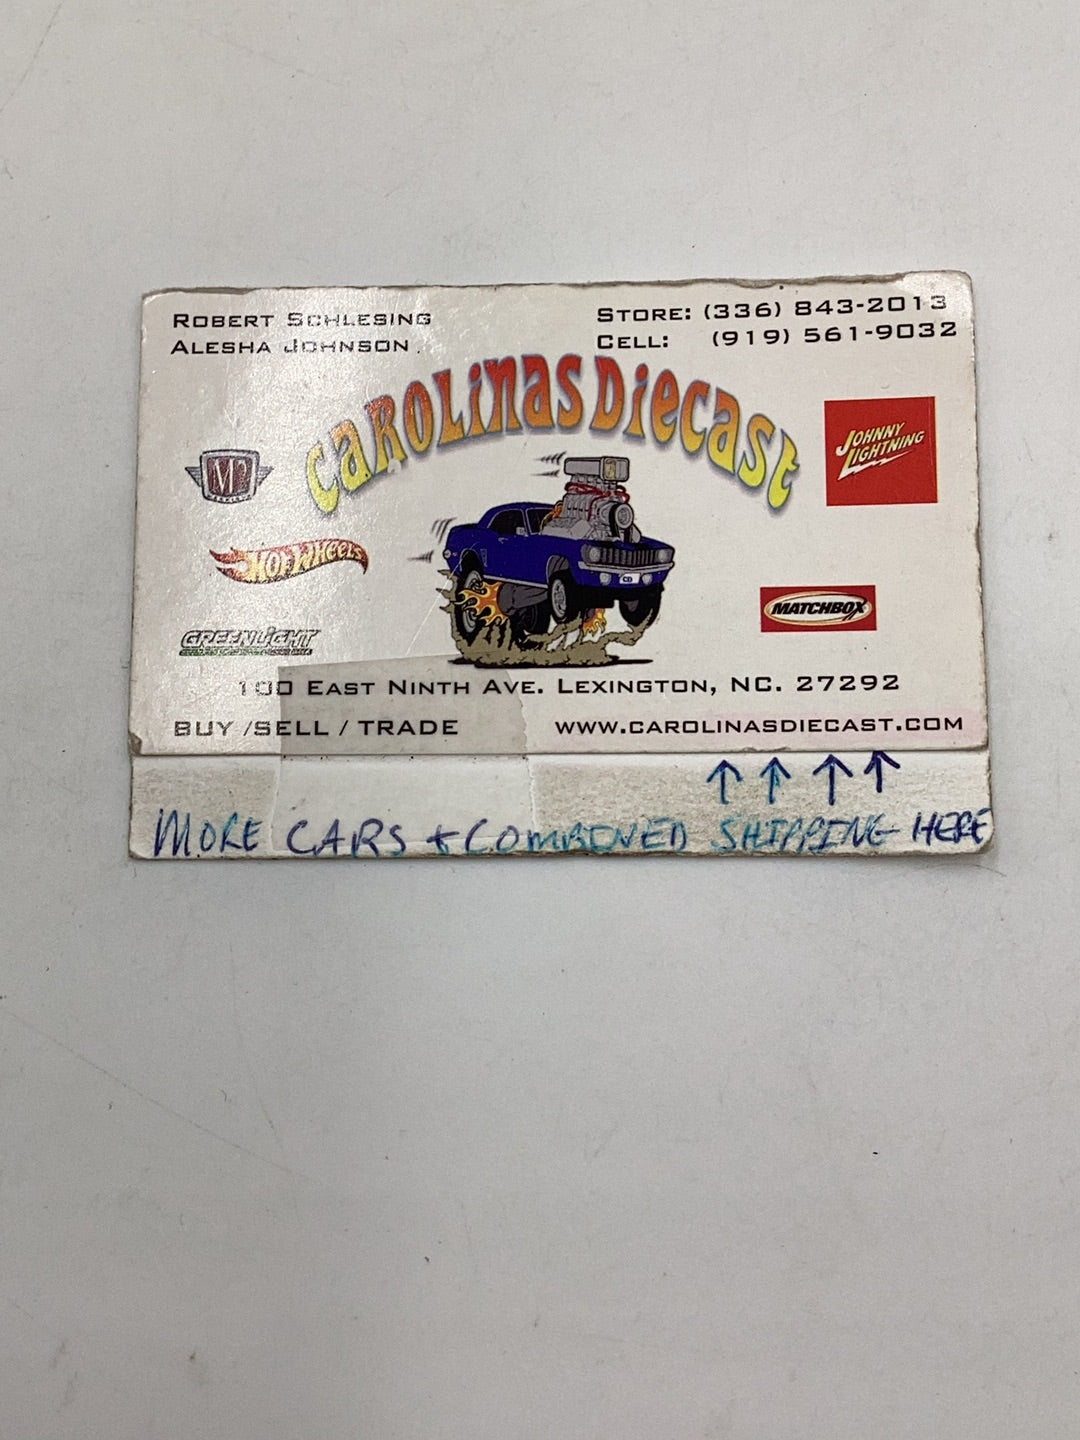 Robert Schlesing
Alesha Johnson
Store: (336) 843-2013
Cell: (919) 561-9032
Carolinas Diecast
M2
Johnny Lightning
Hot Wheels
CD
MATCHBOX
GREENLIGHT
100 East Ninth Ave. Lexington, NC. 27292
BUY /SELL / TRADE
www.carolinasdiecast.com
MORE CARS + COMBINED SHIPPING HERE